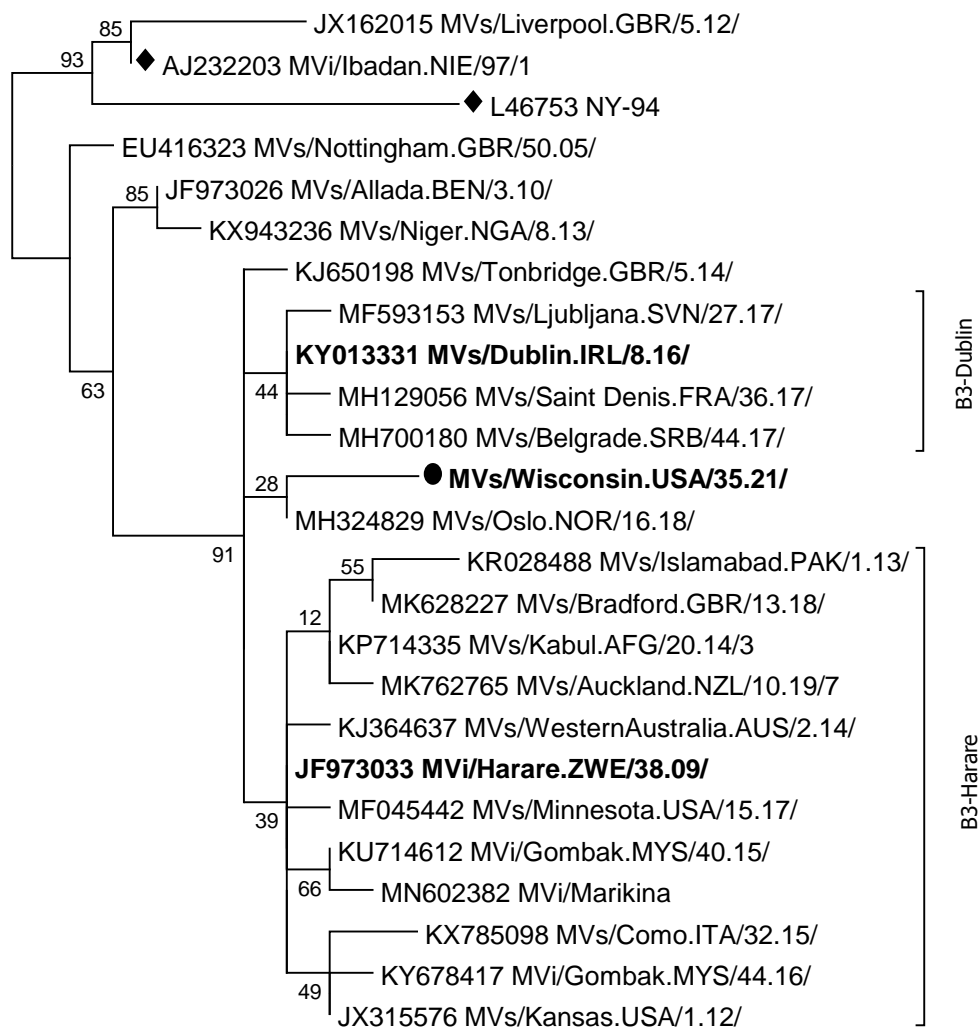 85
JX162015 MVs/Liverpool.GBR/5.12/
93
AJ232203 MVi/Ibadan.NIE/97/1
L46753 NY-94
EU416323 MVs/Nottingham.GBR/50.05/
85
JF973026 MVs/Allada.BEN/3.10/
KX943236 MVs/Niger.NGA/8.13/
KJ650198 MVs/Tonbridge.GBR/5.14/
MF593153 MVs/Ljubljana.SVN/27.17/
KY013331 MVs/Dublin.IRL/8.16/
63
44
MH129056 MVs/Saint Denis.FRA/36.17/
MH700180 MVs/Belgrade.SRB/44.17/
B3-Dublin
28
MVs/Wisconsin.USA/35.21/
MH324829 MVs/Oslo.NOR/16.18/
91
55
KR028488 MVs/Islamabad.PAK/1.13/
MK628227 MVs/Bradford.GBR/13.18/
12
KP714335 MVs/Kabul.AFG/20.14/3
MK762765 MVs/Auckland.NZL/10.19/7
KJ364637 MVs/WesternAustralia.AUS/2.14/
JF973033 MVi/Harare.ZWE/38.09/
39
MF045442 MVs/Minnesota.USA/15.17/
KU714612 MVi/Gombak.MYS/40.15/
66
MN602382 MVi/Marikina
KX785098 MVs/Como.ITA/32.15/
KY678417 MVi/Gombak.MYS/44.16/
49
JX315576 MVs/Kansas.USA/1.12/
B3-Harare